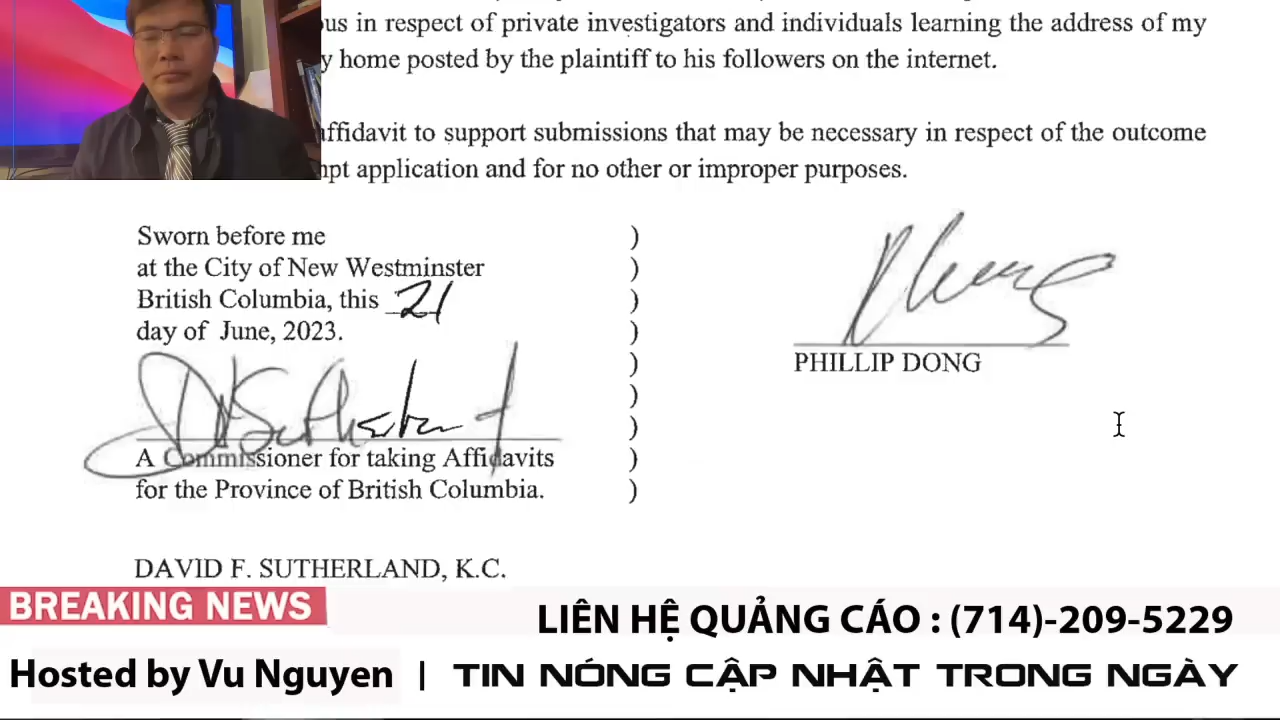 us in respect of private investigators and individuals learning the address of my
y home posted by the plaintiff to his followers on the internet.
affidavit to support submissions that may be necessary in respect of the outcome
pt application and for no other or improper purposes.
Sworn before me )
at the City of New Westminster )
British Columbia, this 21 )
day of June, 2023. )
)
PHILLIP DONG
)
)
A Commissioner for taking Affidavits )
for the Province of British Columbia. )
DAVID F. SUTHERLAND, K.C.
BREAKING NEWS
LIÊN HỆ QUẢNG CÁO : (714)-209-5229
Hosted by Vu Nguyen | TIN NÓNG CẬP NHẬT TRONG NGÀY